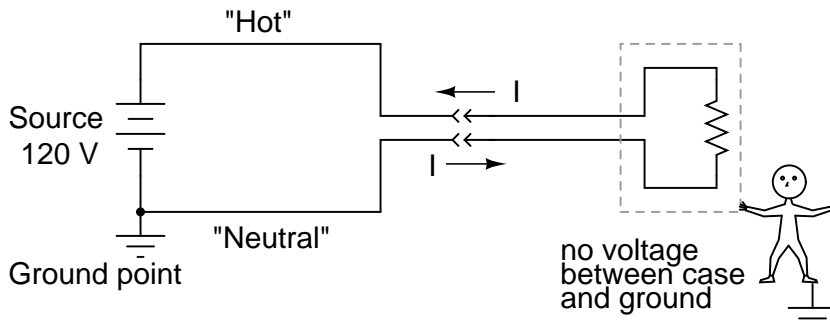 "Hot"
I
Source
120 V
I
"Neutral"
Ground point
no voltage
between case
and ground